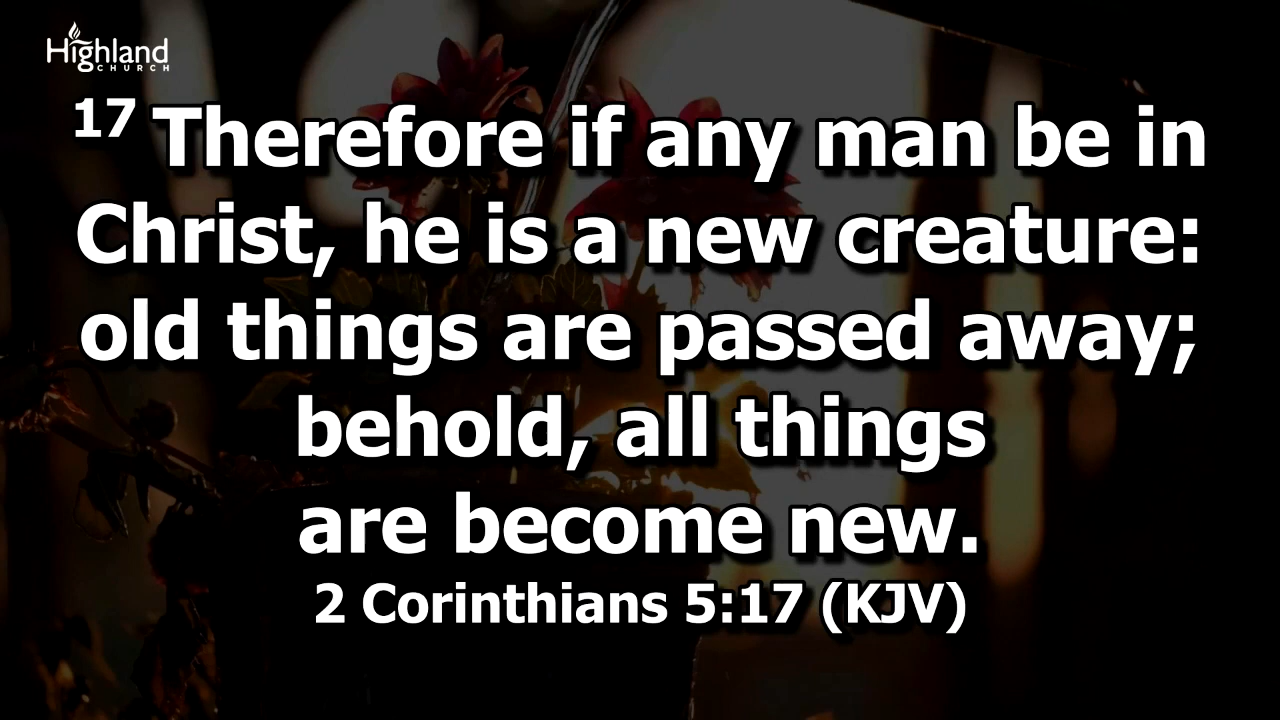 Highland
CHURCH
17 Therefore if any man be in
Christ, he is a new creature:
old things are passed away;
behold, all things
are become new.
2 Corinthians 5:17 (KJV)